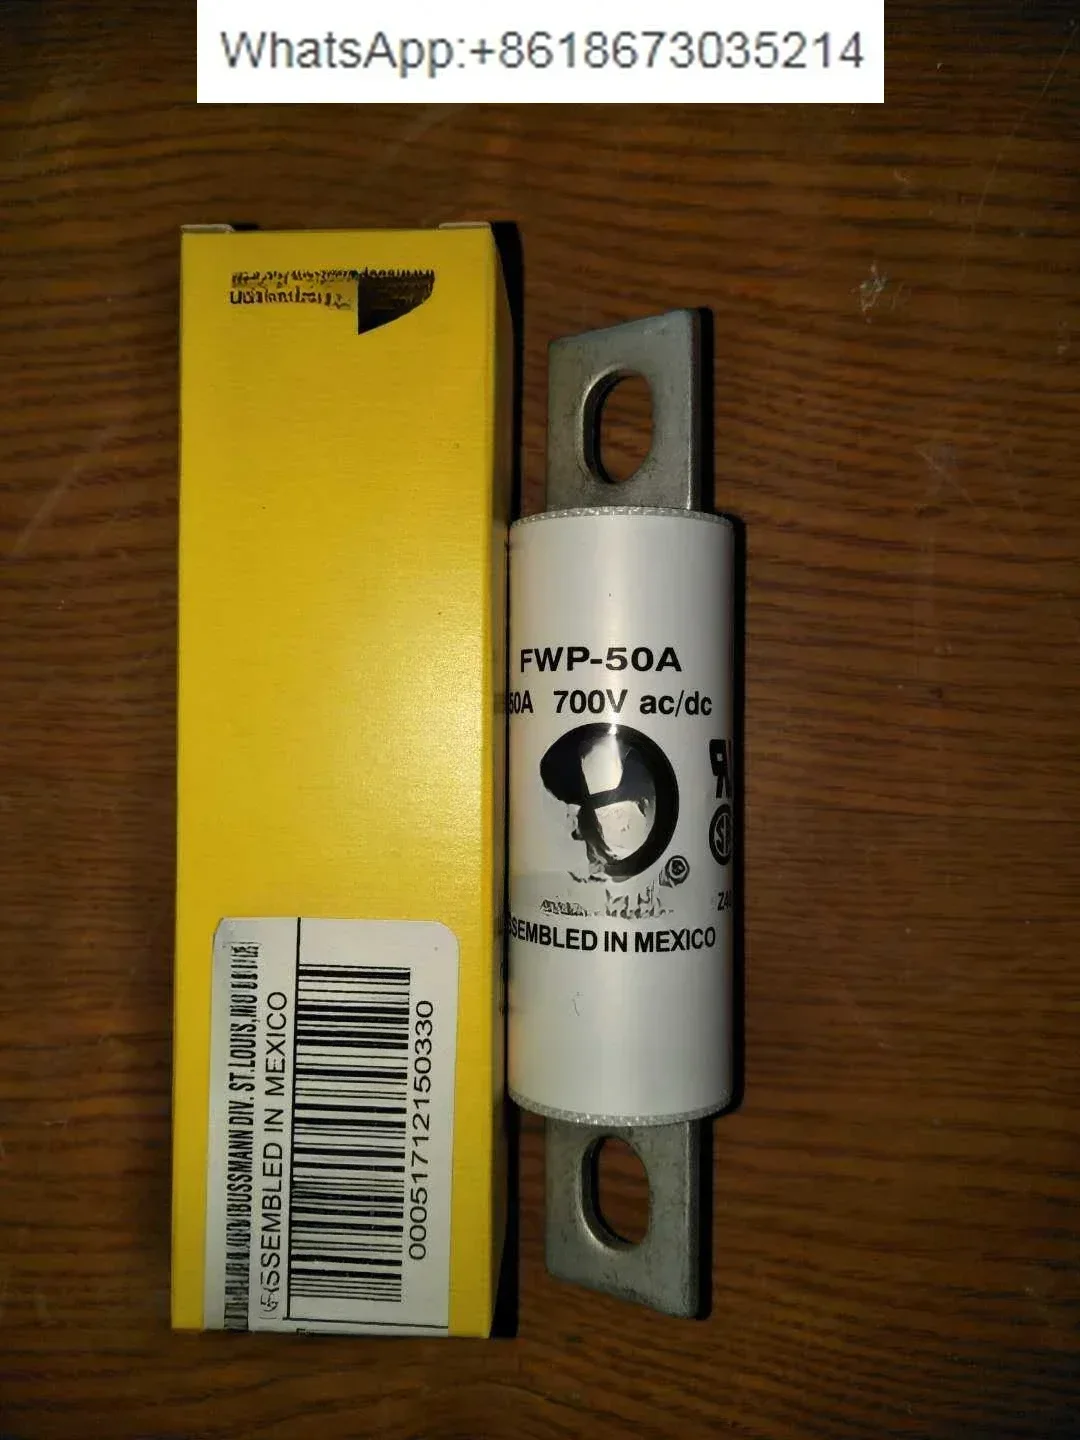 WhatsApp:+8618673035214
FWP-50A
50A 700V ac/dc
®
ASSEMBLED IN MEXICO
BUSSMANN DIV. ST. LOUIS, MO
ASSEMBLED IN MEXICO
00051712150330